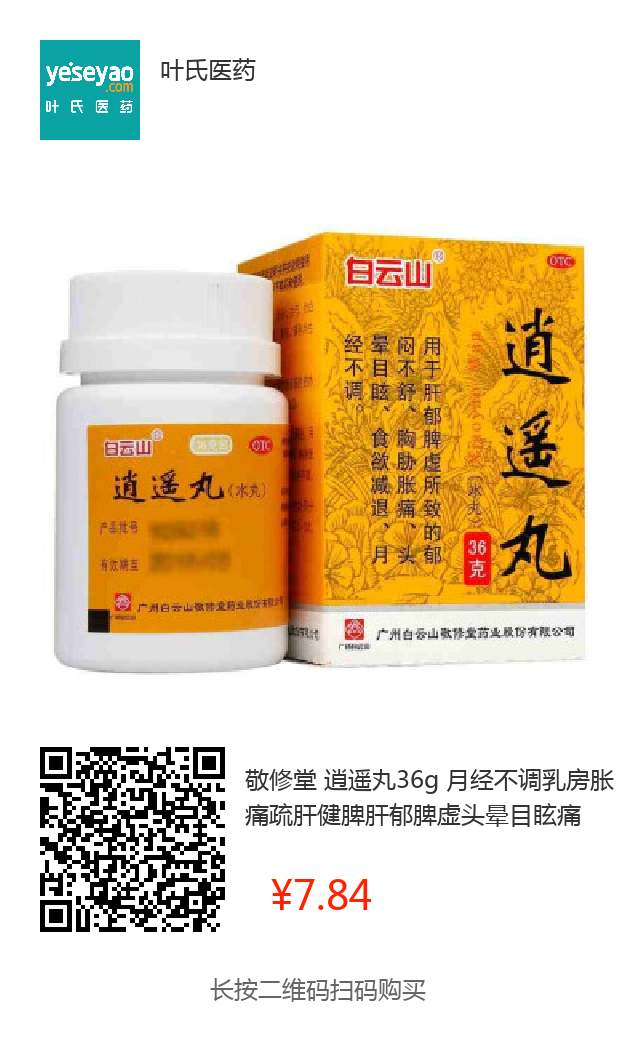 yeseyao
.com
叶氏医药
叶氏医药
白云山®
OTC
逍遥丸
(水丸)
36克
用于肝郁脾虚所致的郁
闷不舒、胸胁胀痛、头
晕目眩、食欲减退、月
经不调。
广州白云山敬修堂药业股份有限公司
白云山®
OTC
逍遥丸(水丸)
产品批号
有效期至
广州白云山敬修堂药业股份有限公
敬修堂 逍遥丸36g 月经不调乳房胀
痛疏肝健脾肝郁脾虚头晕目眩痛
¥7.84
长按二维码扫码购买